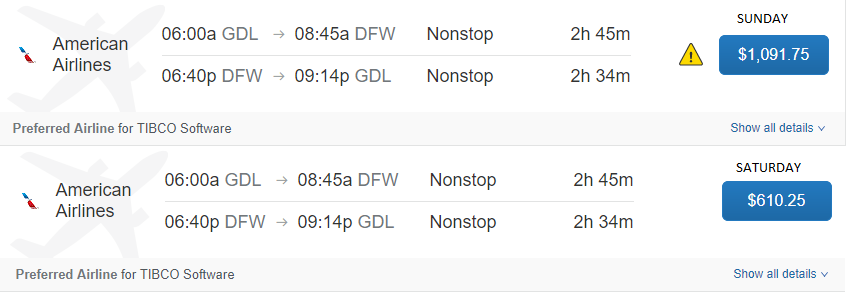 SUNDAY
American Airlines
06:00a GDL → 08:45a DFW Nonstop 2h 45m
06:40p DFW → 09:14p GDL Nonstop 2h 34m
$1,091.75
Preferred Airline for TIBCO Software Show all details
SATURDAY
American Airlines
06:00a GDL → 08:45a DFW Nonstop 2h 45m
06:40p DFW → 09:14p GDL Nonstop 2h 34m
$610.25
Preferred Airline for TIBCO Software Show all details